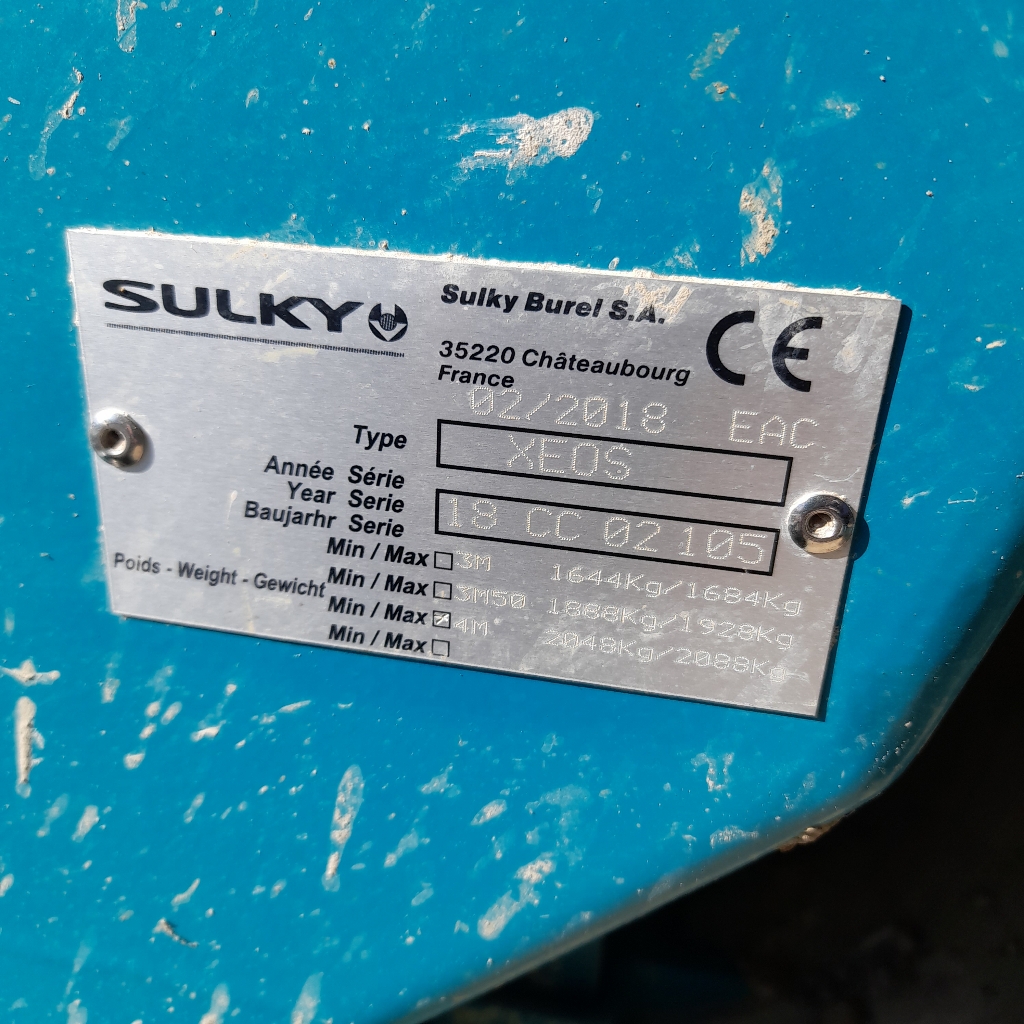 SULKY
Sulky Burel S.A.
35220 Châteaubourg
France
CE
02/2018 EAC
Type XEOS
Année Série
Year Serie
Baujarhr Serie
18 CC 02 105
Poids - Weight - Gewicht
Min / Max 3M 1644Kg/1684Kg
Min / Max 3M50 1888Kg/1928Kg
Min / Max 4M 2048Kg/2088Kg
Min / Max